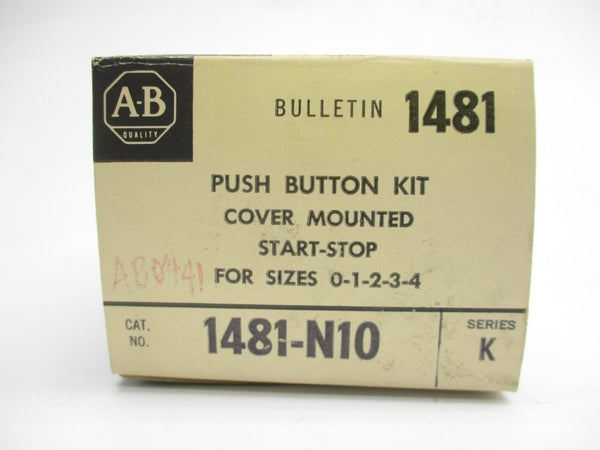 A-B
QUALITY
BULLETIN 1481
PUSH BUTTON KIT
COVER MOUNTED
START-STOP
FOR SIZES 0-1-2-3-4
CAT. NO.
1481-N10
SERIES
K